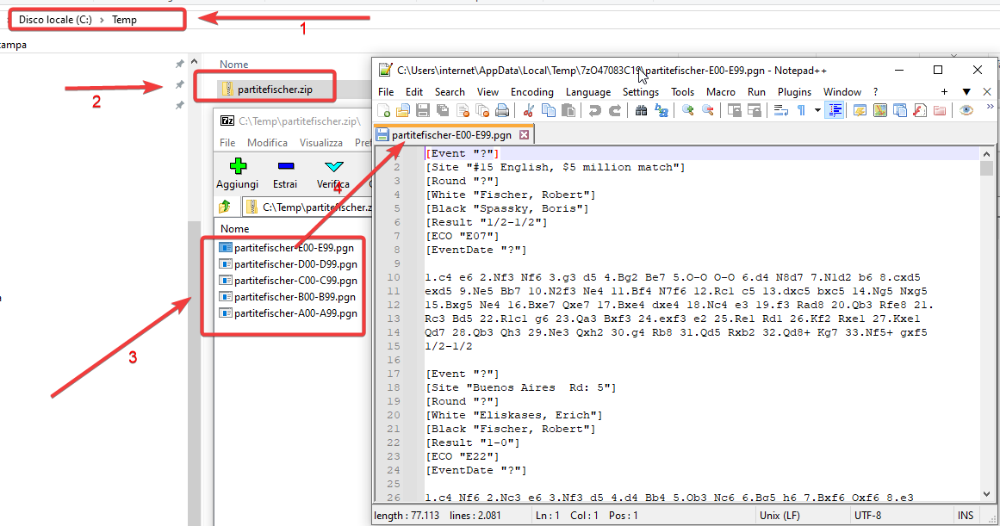 Disco locale (C:) > Temp
1
tampa
Nome
2
partitefischer.zip
7z C:\Temp\partitefischer.zip\
File Modifica Visualizza Pref
Aggiungi Estrai Verifica
4
C:\Temp\partitefischer.z
Nome
partitefischer-E00-E99.pgn
partitefischer-D00-D99.pgn
partitefischer-C00-C99.pgn
partitefischer-B00-B99.pgn
partitefischer-A00-A99.pgn
3
C:\Users\internet\AppData\Local\Temp\7zO47083C19\partitefischer-E00-E99.pgn - Notepad++
File Edit Search View Encoding Language Settings Tools Macro Run Plugins Window ? + ▼ X
partitefischer-E00-E99.pgn
1 [Event "?"]
2 [Site "#15 English, $5 million match"]
3 [Round "?"]
4 [White "Fischer, Robert"]
5 [Black "Spassky, Boris"]
6 [Result "1/2-1/2"]
7 [ECO "E07"]
8 [EventDate "?"]
9
10 1.c4 e6 2.Nf3 Nf6 3.g3 d5 4.Bg2 Be7 5.O-O O-O 6.d4 N8d7 7.N1d2 b6 8.cxd5
11 exd5 9.Ne5 Bb7 10.N2f3 Ne4 11.Bf4 N7f6 12.Rc1 c5 13.dxc5 bxc5 14.Ng5 Nxg5
12 15.Bxg5 Ne4 16.Bxe7 Qxe7 17.Bxe4 dxe4 18.Nc4 e3 19.f3 Rad8 20.Qb3 Rfe8 21.
13 Rc3 Bd5 22.R1c1 g6 23.Qa3 Bxf3 24.exf3 e2 25.Re1 Rd1 26.Kf2 Rxe1 27.Kxe1
14 Qd7 28.Qb3 Qh3 29.Ne3 Qxh2 30.g4 Rb8 31.Qd5 Rxb2 32.Qd8+ Kg7 33.Nf5+ gxf5
15 1/2-1/2
16
17 [Event "?"]
18 [Site "Buenos Aires  Rd: 5"]
19 [Round "?"]
20 [White "Eliskases, Erich"]
21 [Black "Fischer, Robert"]
22 [Result "1-0"]
23 [ECO "E22"]
24 [EventDate "?"]
25
26 1.c4 Nf6 2.Nc3 e6 3.Nf3 d5 4.d4 Bb4 5.Qb3 Nc6 6.Bg5 h6 7.Bxf6 Qxf6 8.e3
length : 77.113 lines : 2.081 Ln : 1 Col : 1 Pos : 1 Unix (LF) UTF-8 INS